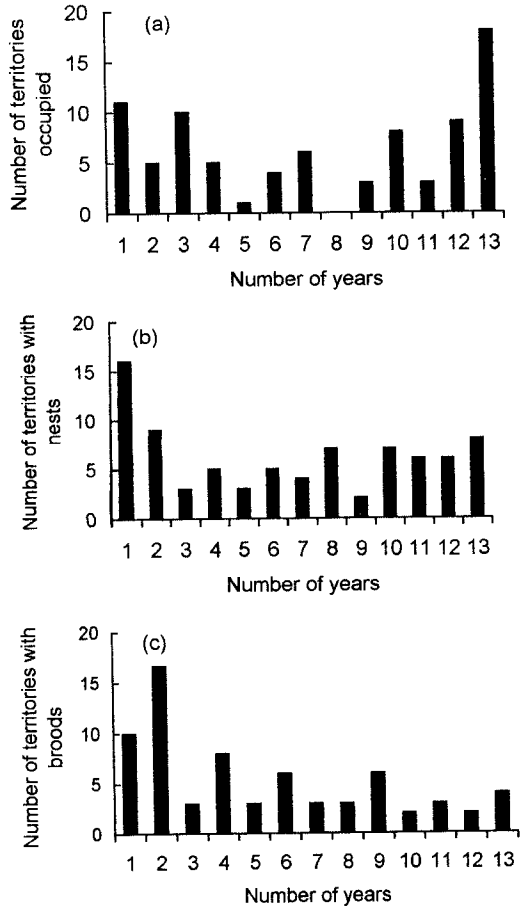 (a)
Number of territories
occupied
20
15
10
5
0
1 2 3 4 5 6 7 8 9 10 11 12 13
Number of years
(b)
Number of territories with
nests
20
15
10
5
0
1 2 3 4 5 6 7 8 9 10 11 12 13
Number of years
(c)
Number of territories with
broods
20
15
10
5
0
1 2 3 4 5 6 7 8 9 10 11 12 13
Number of years